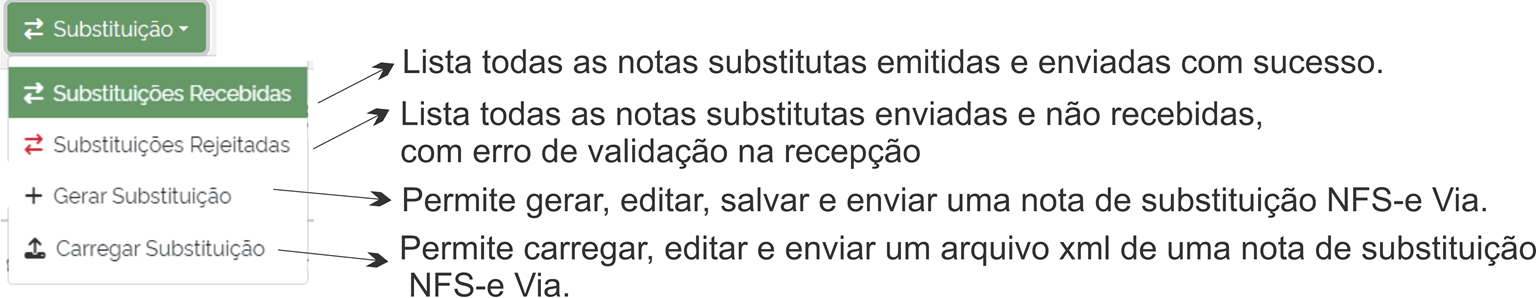 Substituição
Substituições Recebidas
Lista todas as notas substitutas emitidas e enviadas com sucesso.
Substituições Rejeitadas
Lista todas as notas substitutas enviadas e não recebidas,
com erro de validação na recepção
Gerar Substituição
Permite gerar, editar, salvar e enviar uma nota de substituição NFS-e Via.
Carregar Substituição
Permite carregar, editar e enviar um arquivo xml de uma nota de substituição
NFS-e Via.